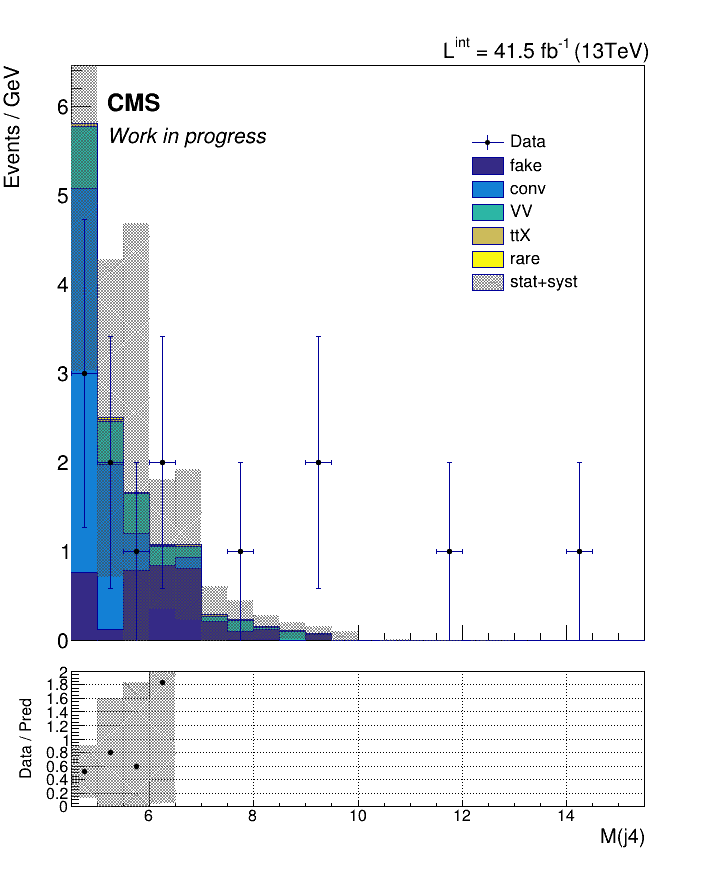 L^int = 41.5 fb^-1 (13TeV)
Events / GeV
CMS
Work in progress
6
5
4
3
2
1
0
Data
fake
conv
VV
ttX
rare
stat+syst
Data / Pred
2
1.8
1.6
1.4
1.2
1
0.8
0.6
0.4
0.2
0
6 8 10 12 14
M(j4)